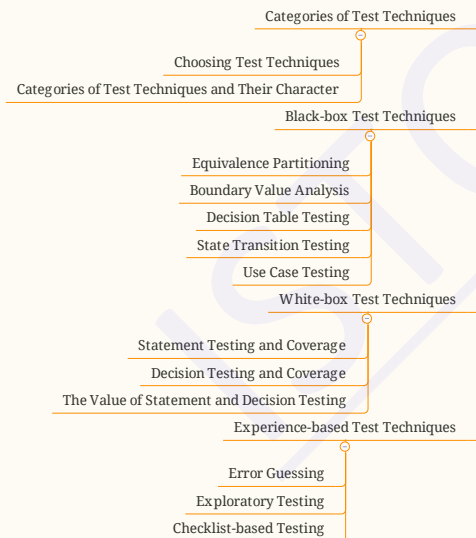 Categories of Test Techniques
Choosing Test Techniques
Categories of Test Techniques and Their Character
Black-box Test Techniques
Equivalence Partitioning
Boundary Value Analysis
Decision Table Testing
State Transition Testing
Use Case Testing
White-box Test Techniques
Statement Testing and Coverage
Decision Testing and Coverage
The Value of Statement and Decision Testing
Experience-based Test Techniques
Error Guessing
Exploratory Testing
Checklist-based Testing